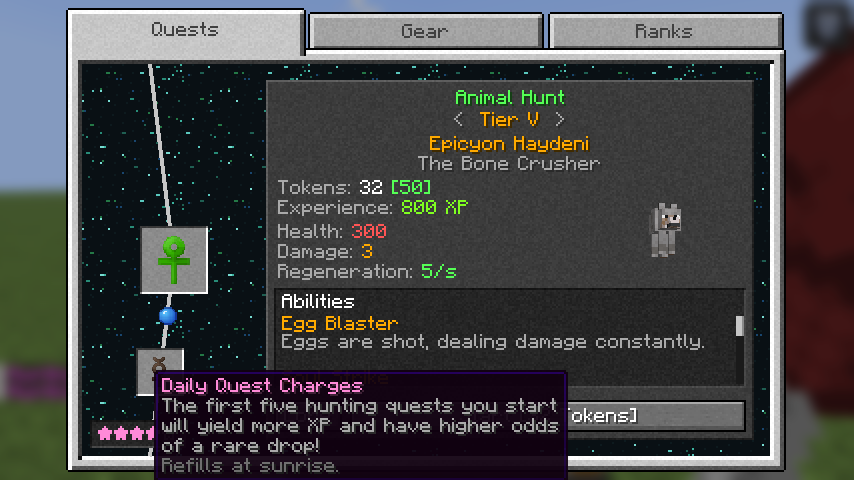 Quests
Gear
Ranks
Animal Hunt
< Tier V >
Epicyon Haydeni
The Bone Crusher
Tokens: 32 [50]
Experience: 800 XP
Health: 300
Damage: 3
Regeneration: 5/s
Abilities
Egg Blaster
Eggs are shot, dealing damage constantly.
Tokens]
Daily Quest Charges
The first five hunting quests you start
will yield more XP and have higher odds
of a rare drop!
Refills at sunrise.